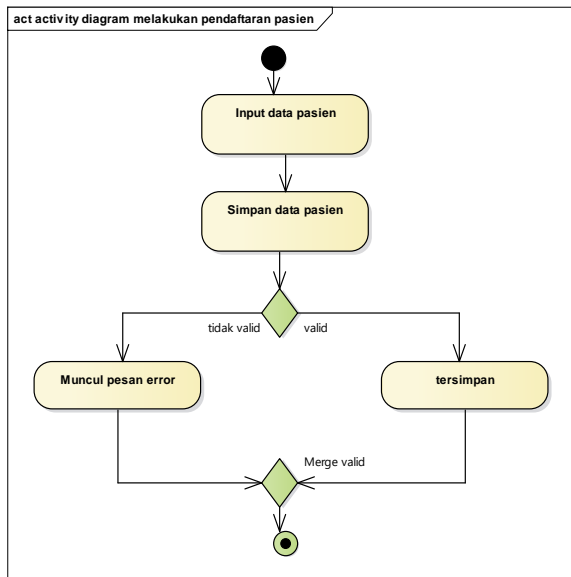 act activity diagram melakukan pendaftaran pasien
Input data pasien
Simpan data pasien
tidak valid
valid
Muncul pesan error
tersimpan
Merge valid